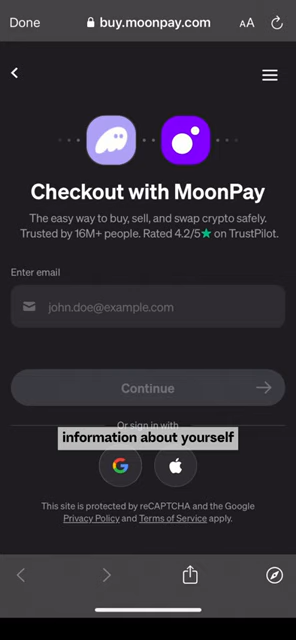 Done
buy.moonpay.com
AA
Checkout with MoonPay
The easy way to buy, sell, and swap crypto safely.
Trusted by 16M+ people. Rated 4.2/5★ on TrustPilot.
Enter email
john.doe@example.com
Continue
Or sign in with
information about yourself
This site is protected by reCAPTCHA and the Google
Privacy Policy and Terms of Service apply.